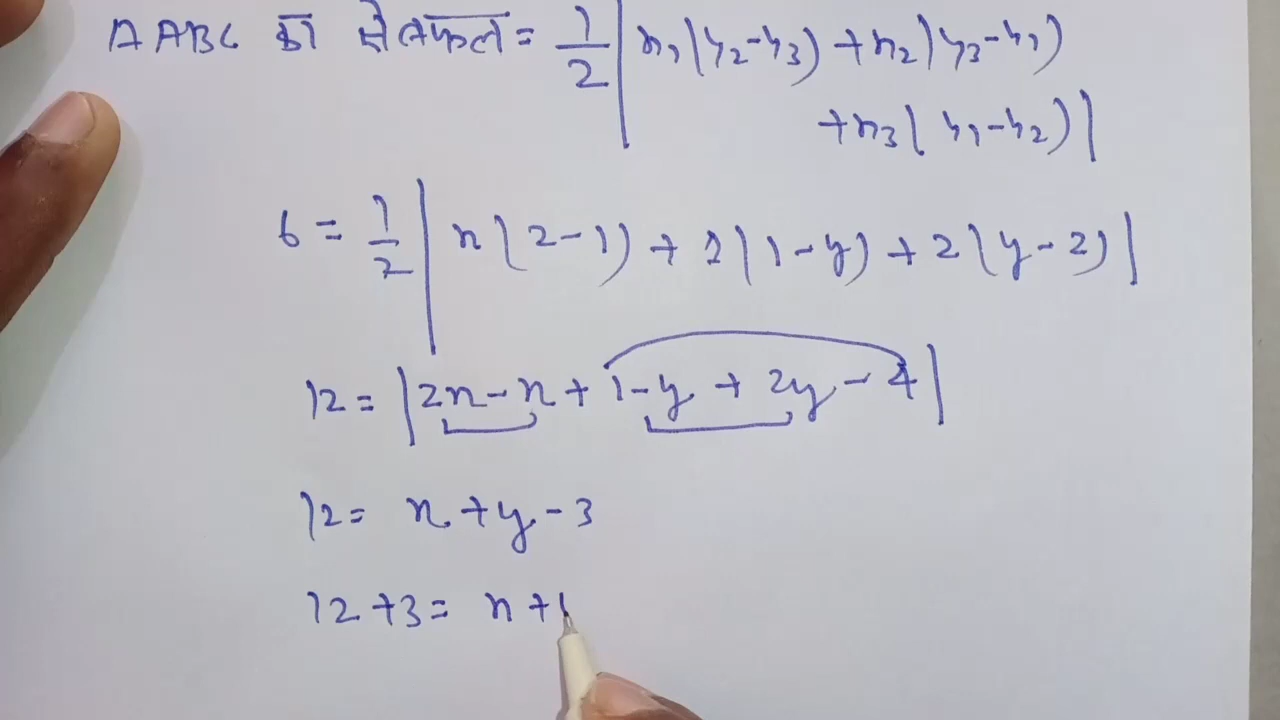 Δ ABC का क्षेत्रफल = 1/2 | x₁(y₂-y₃) + x₂(y₃-y₁)
+ x₃(y₁-y₂) |
6 = 1/2 | x(2-1) + 1(1-y) + 2(y-2) |
12 = | 2x - x + 1 - y + 2y - 4 |
12 = x + y - 3
12 + 3 = x +